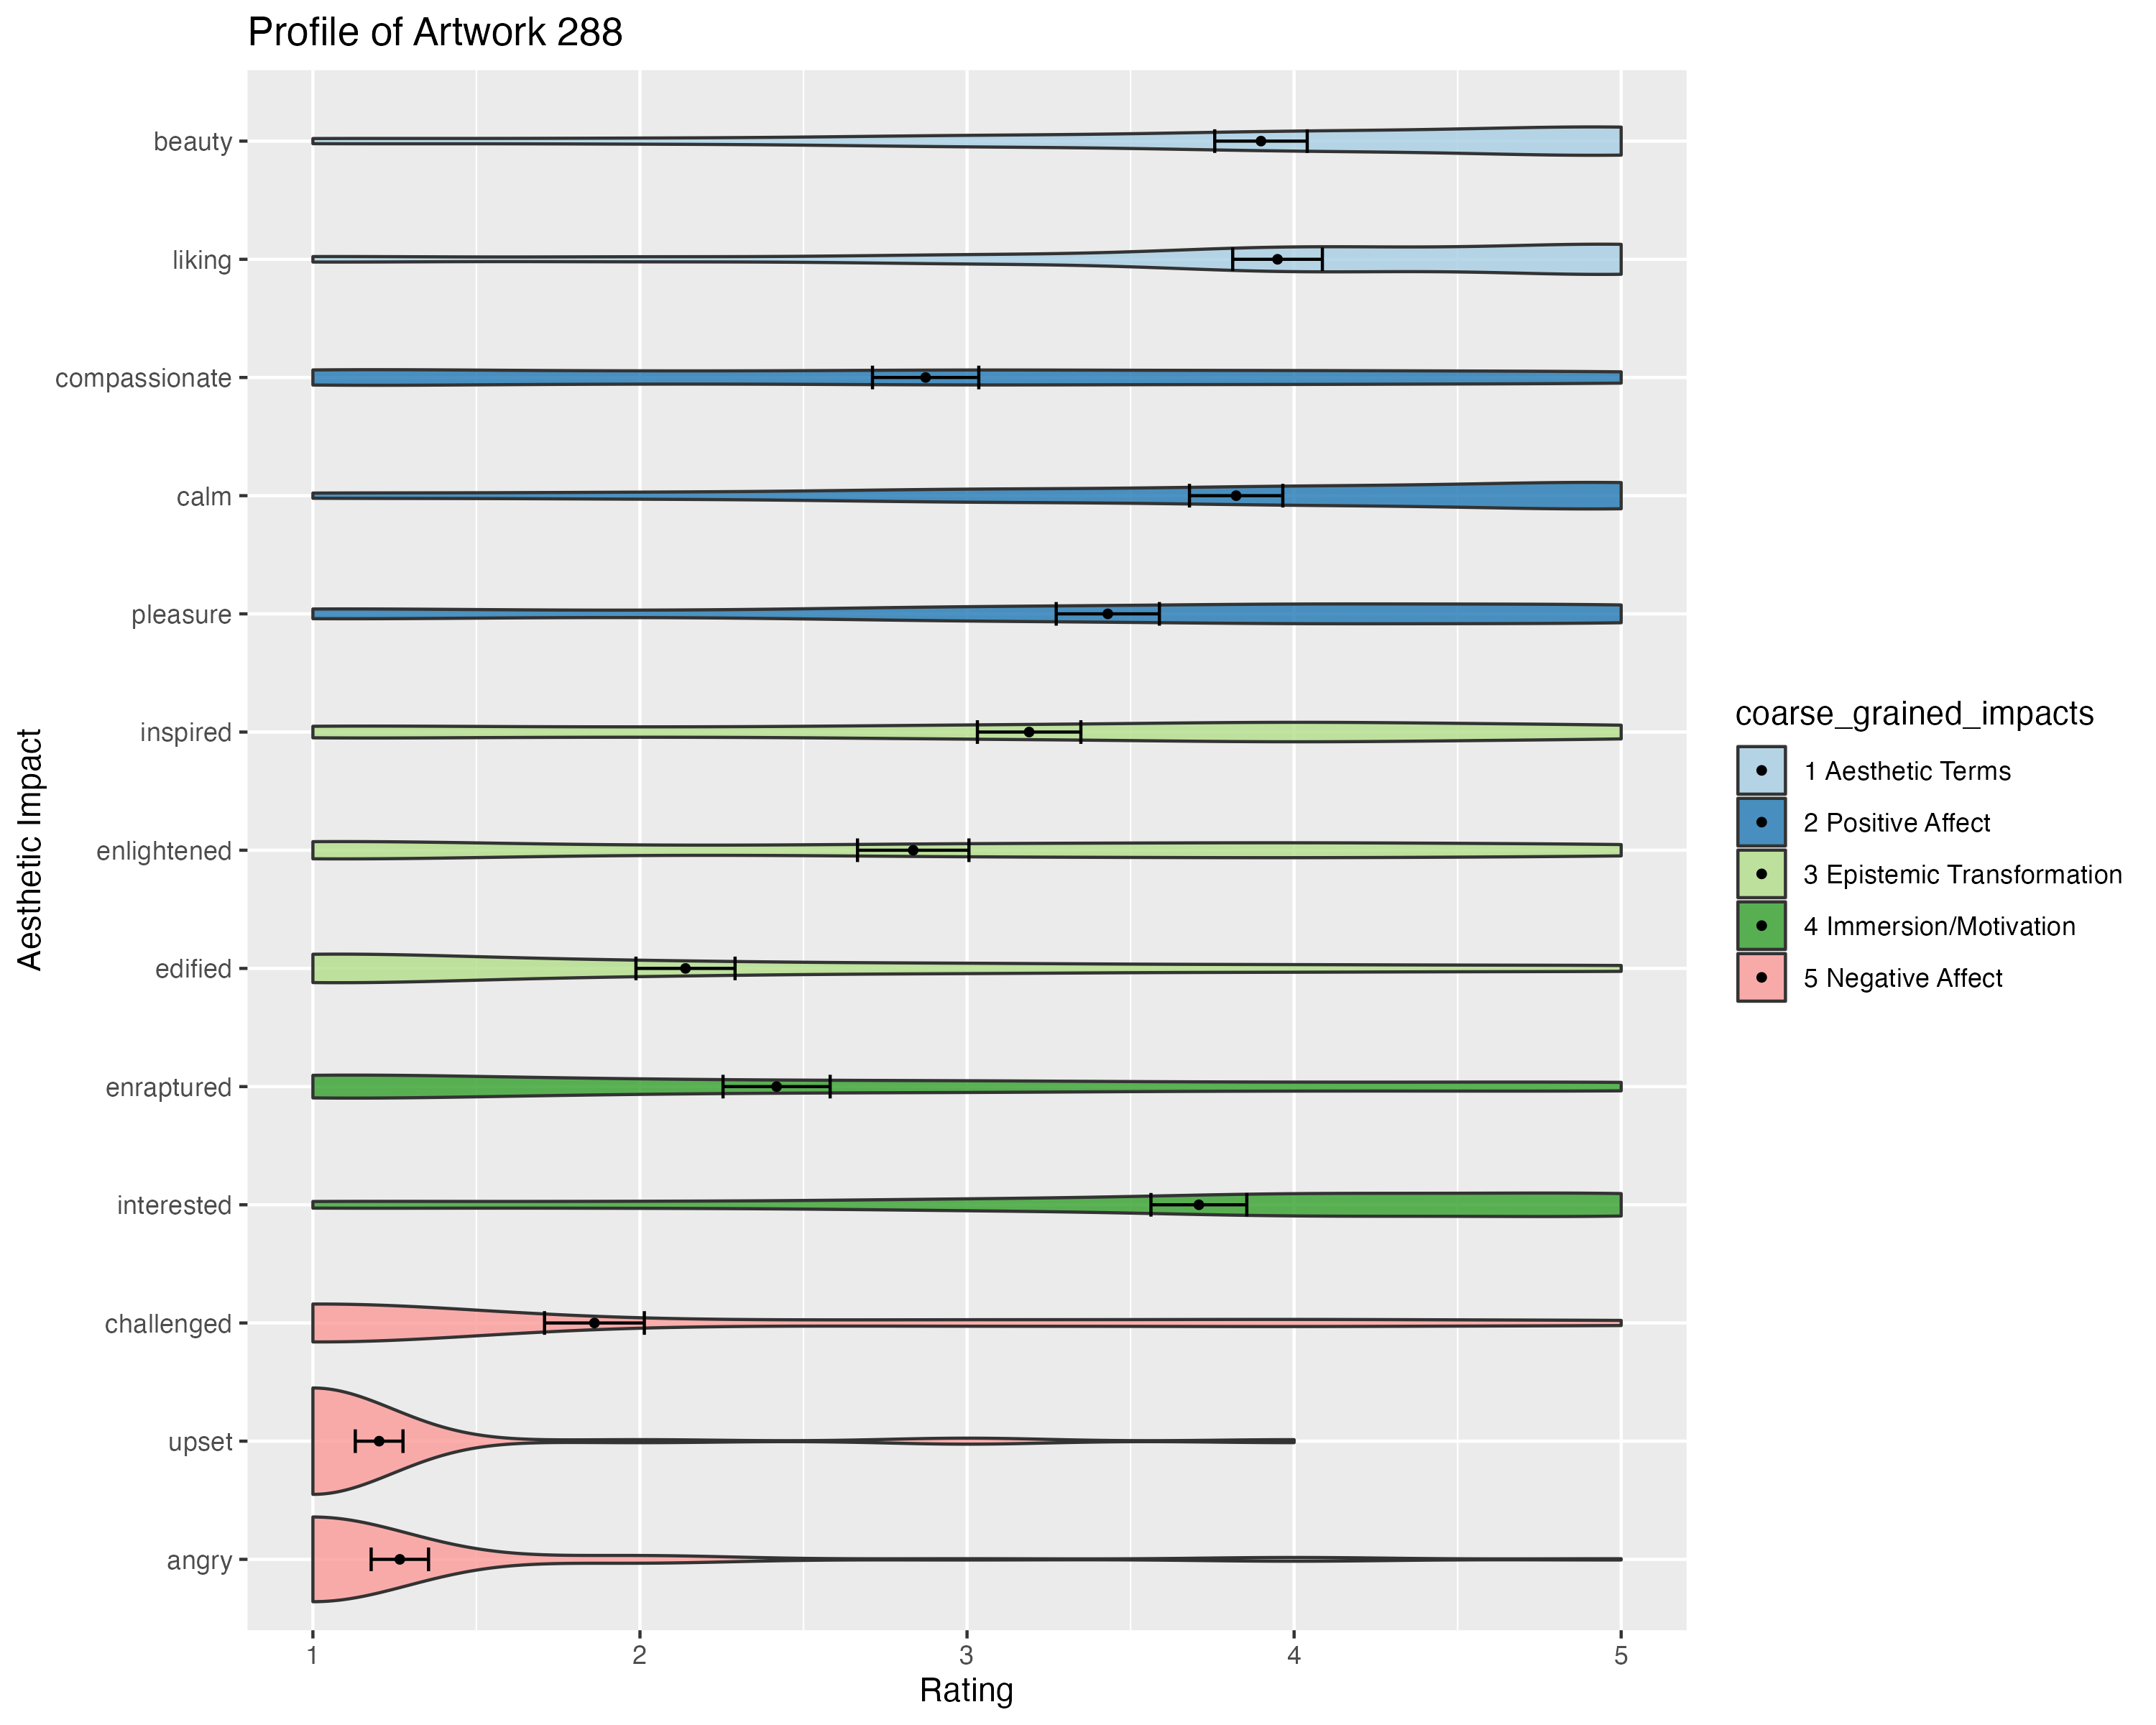 Profile of Artwork 288
beauty
liking
compassionate
calm
pleasure
inspired
enlightened
edified
enraptured
interested
challenged
upset
angry
Aesthetic Impact
1 2 3 4 5
Rating
coarse_grained_impacts
1 Aesthetic Terms
2 Positive Affect
3 Epistemic Transformation
4 Immersion/Motivation
5 Negative Affect